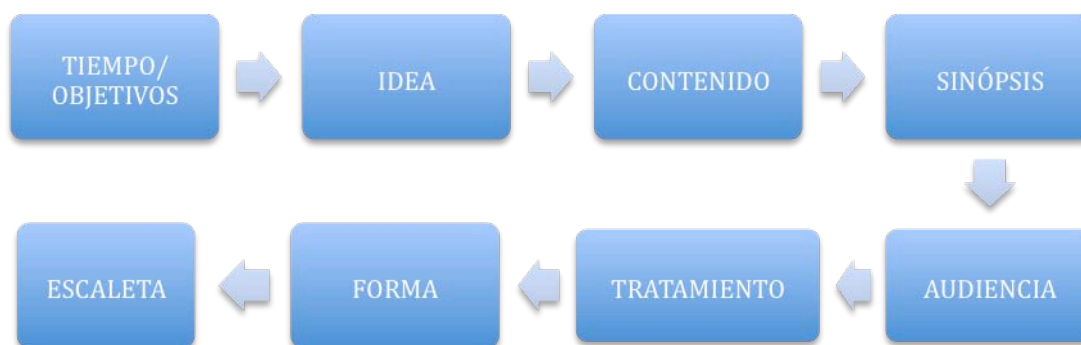 TIEMPO/
OBJETIVOS
IDEA
CONTENIDO
SINÓPSIS
AUDIENCIA
TRATAMIENTO
FORMA
ESCALETA